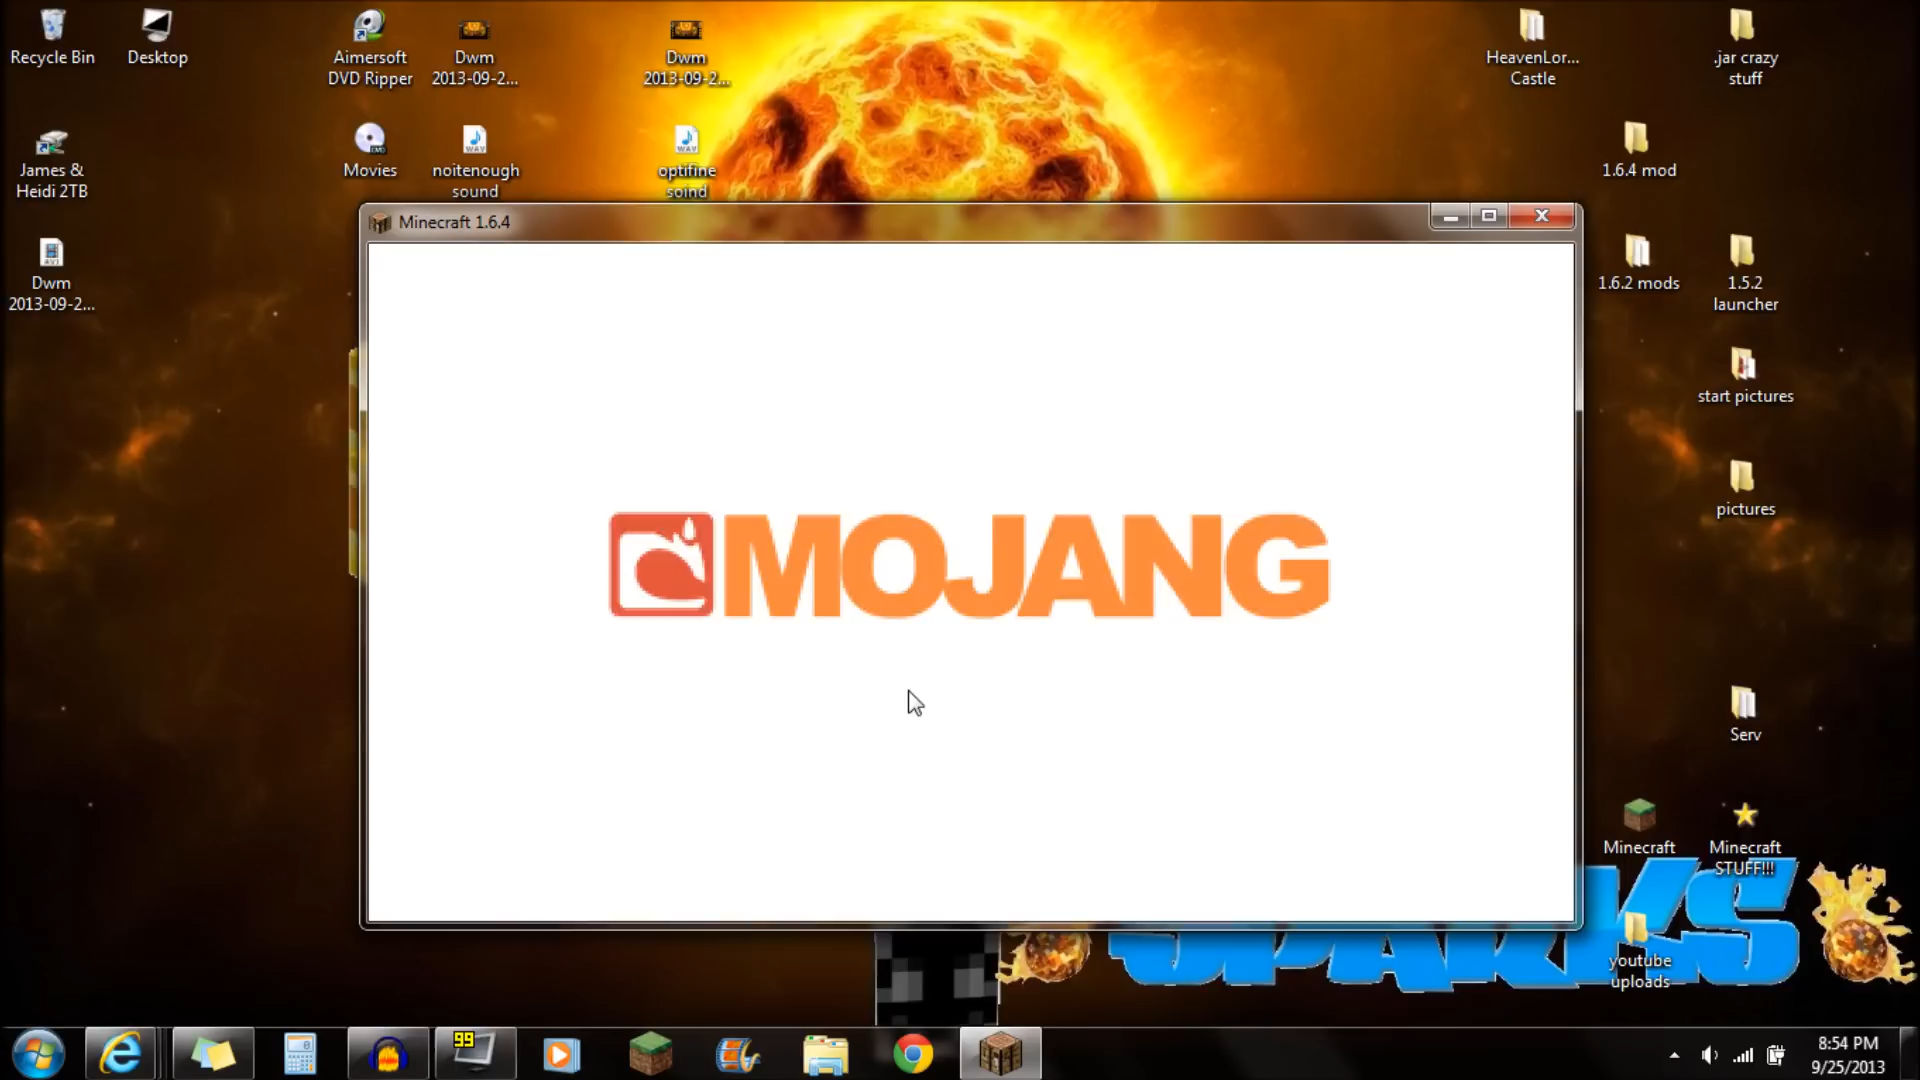 Recycle Bin
Desktop
Aimersoft
DVD Ripper
Dwm
2013-09-2...
Dwm
2013-09-2...
HeavenLor...
Castle
.jar crazy
stuff
James &
Heidi 2TB
Movies
noitenough
sound
optifine
soind
1.6.4 mod
Dwm
2013-09-2...
Minecraft 1.6.4
1.6.2 mods
1.5.2
launcher
start pictures
pictures
MOJANG
Serv
Minecraft
Minecraft
STUFF!!!
SPARKS
youtube
uploads
99
8:54 PM
9/25/2013